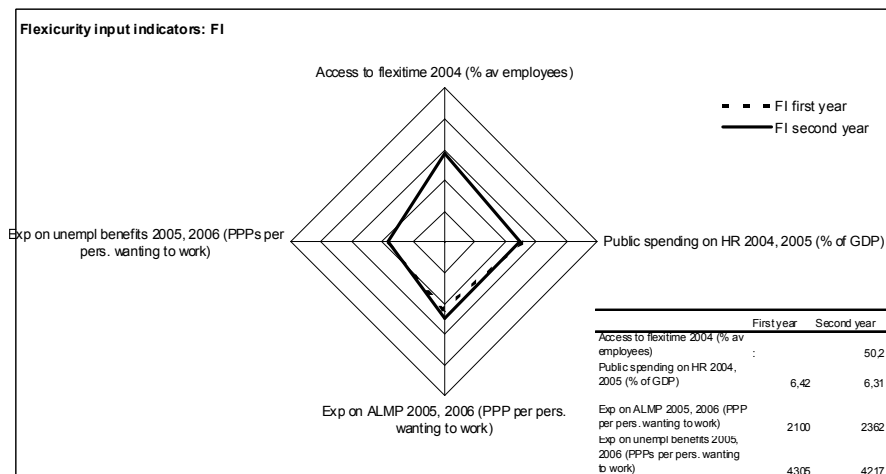 Flexicurity input indicators: FI
Access to flexitime 2004 (% av employees)
FI first year
FI second year
Exp on unempl benefits 2005, 2006 (PPPs per
pers. wanting to work)
Public spending on HR 2004, 2005 (% of GDP)
Exp on ALMP 2005, 2006 (PPP per pers.
wanting to work)
First year Second year
Access to flexitime 2004 (% av
employees) : 50,2
Public spending on HR 2004,
2005 (% of GDP) 6,42 6,31
Exp on ALMP 2005, 2006 (PPP
per pers. wanting to work) 2100 2362
Exp on unempl benefits 2005,
2006 (PPPs per pers. wanting
to work) 4305 4217